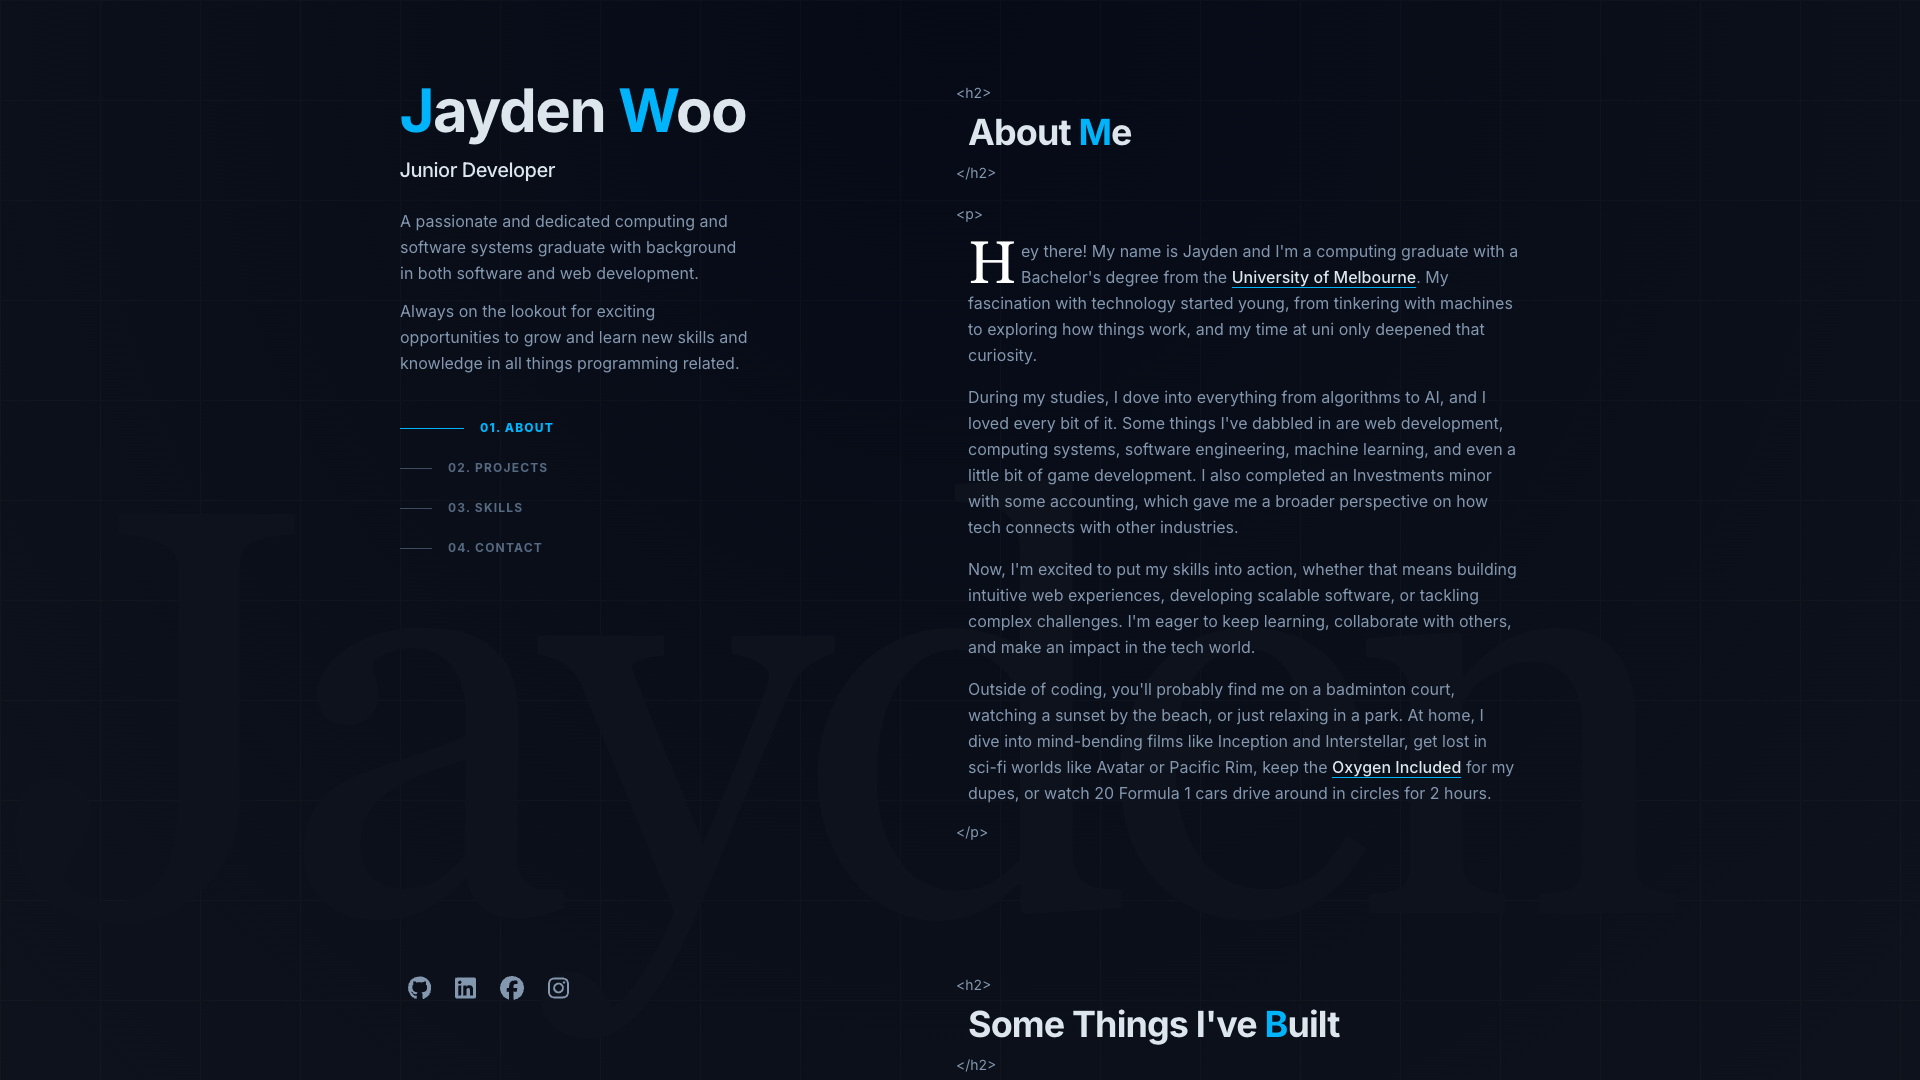 Jayden Woo
Junior Developer
A passionate and dedicated computing and
software systems graduate with background
in both software and web development.
Always on the lookout for exciting
opportunities to grow and learn new skills and
knowledge in all things programming related.
01. ABOUT
02. PROJECTS
03. SKILLS
04. CONTACT
<h2>
About Me
</h2>
<p>
Hey there! My name is Jayden and I'm a computing graduate with a
Bachelor's degree from the University of Melbourne. My
fascination with technology started young, from tinkering with machines
to exploring how things work, and my time at uni only deepened that
curiosity.
During my studies, I dove into everything from algorithms to AI, and I
loved every bit of it. Some things I've dabbled in are web development,
computing systems, software engineering, machine learning, and even a
little bit of game development. I also completed an Investments minor
with some accounting, which gave me a broader perspective on how
tech connects with other industries.
Now, I'm excited to put my skills into action, whether that means building
intuitive web experiences, developing scalable software, or tackling
complex challenges. I'm eager to keep learning, collaborate with others,
and make an impact in the tech world.
Outside of coding, you'll probably find me on a badminton court,
watching a sunset by the beach, or just relaxing in a park. At home, I
dive into mind-bending films like Inception and Interstellar, get lost in
sci-fi worlds like Avatar or Pacific Rim, keep the Oxygen Included for my
dupes, or watch 20 Formula 1 cars drive around in circles for 2 hours.
</p>
<h2>
Some Things I've Built
</h2>
Jayden